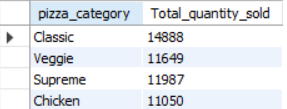 pizza_category Total_quantity_sold
Classic 14888
Veggie 11649
Supreme 11987
Chicken 11050